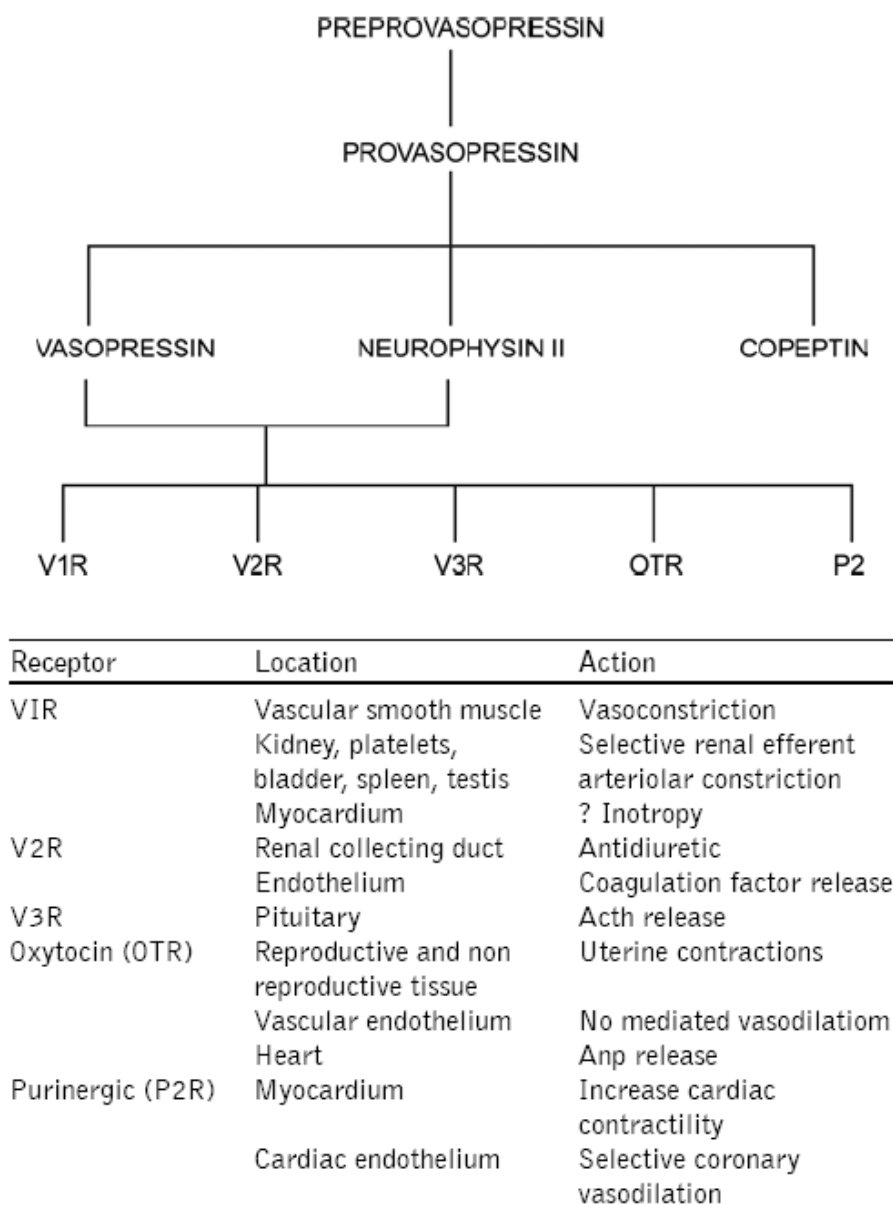 PREPROVASOPRESSIN
PROVASOPRESSIN
VASOPRESSIN NEUROPHYSIN II COPEPTIN
V1R V2R V3R OTR P2
Receptor Location Action
VIR Vascular smooth muscle Vasoconstriction
Kidney, platelets, Selective renal efferent
bladder, spleen, testis arteriolar constriction
Myocardium ? Inotropy
V2R Renal collecting duct Antidiuretic
Endothelium Coagulation factor release
V3R Pituitary Acth release
Oxytocin (OTR) Reproductive and non Uterine contractions
reproductive tissue
Vascular endothelium No mediated vasodilatiom
Heart Anp release
Purinergic (P2R) Myocardium Increase cardiac
contractility
Cardiac endothelium Selective coronary
vasodilation